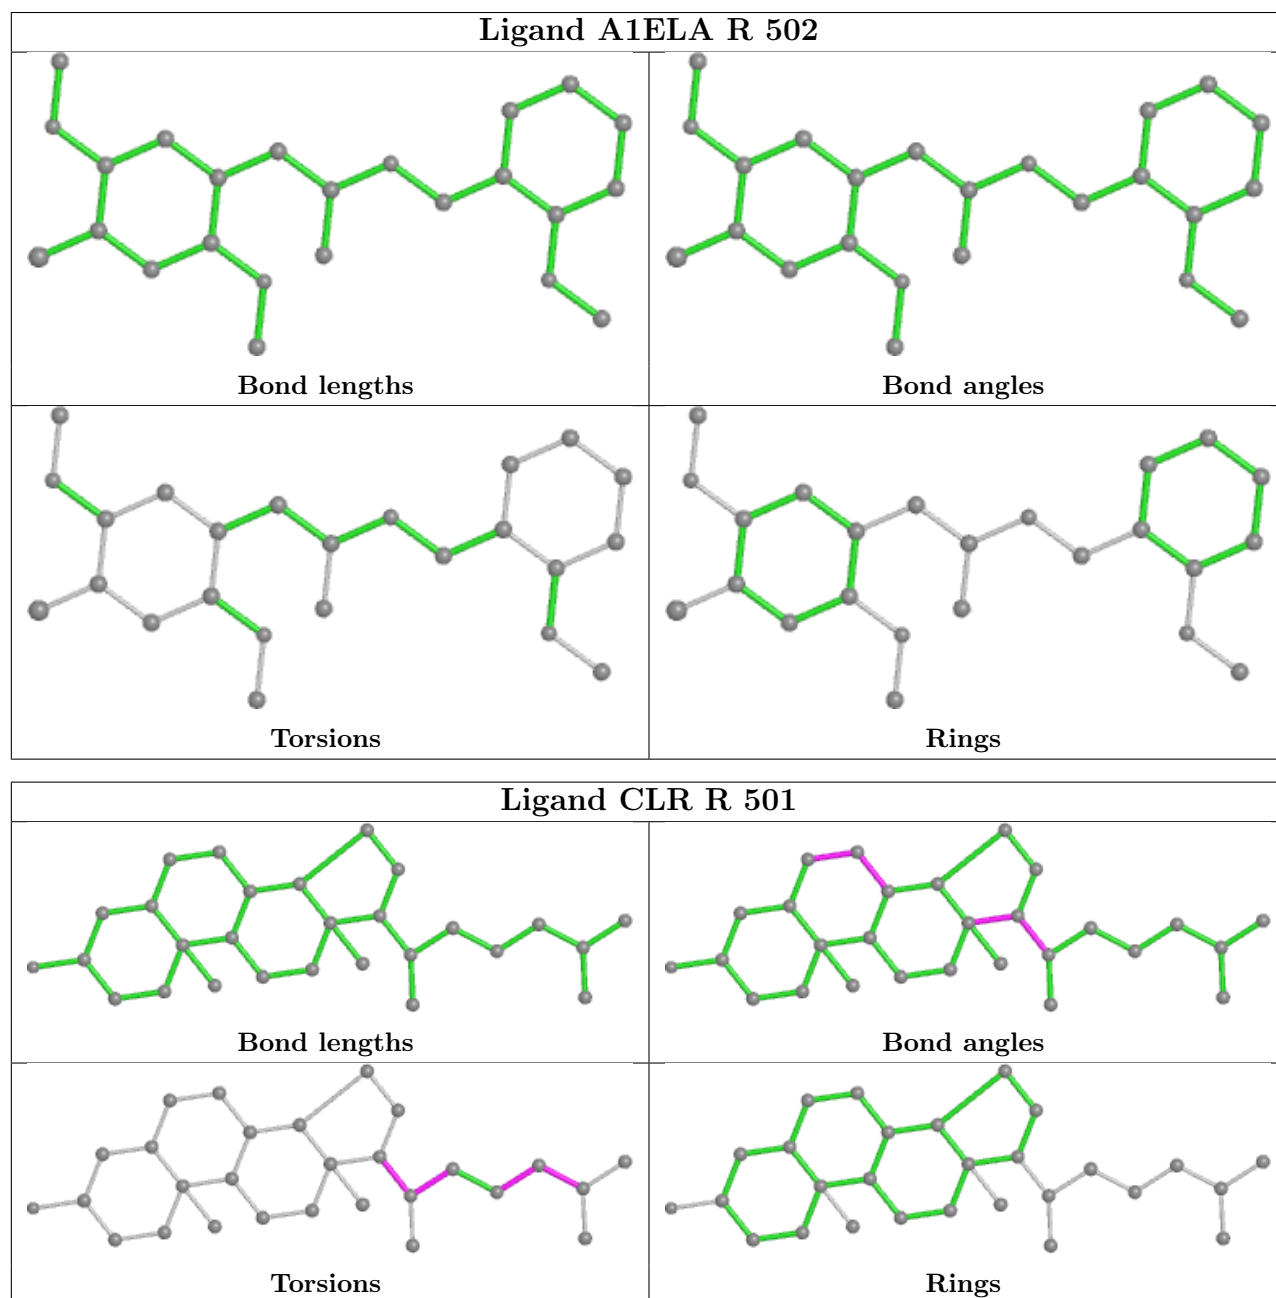 Ligand A1ELA R 502
Bond lengths
Bond angles
Torsions
Rings
Ligand CLR R 501
Bond lengths
Bond angles
Torsions
Rings